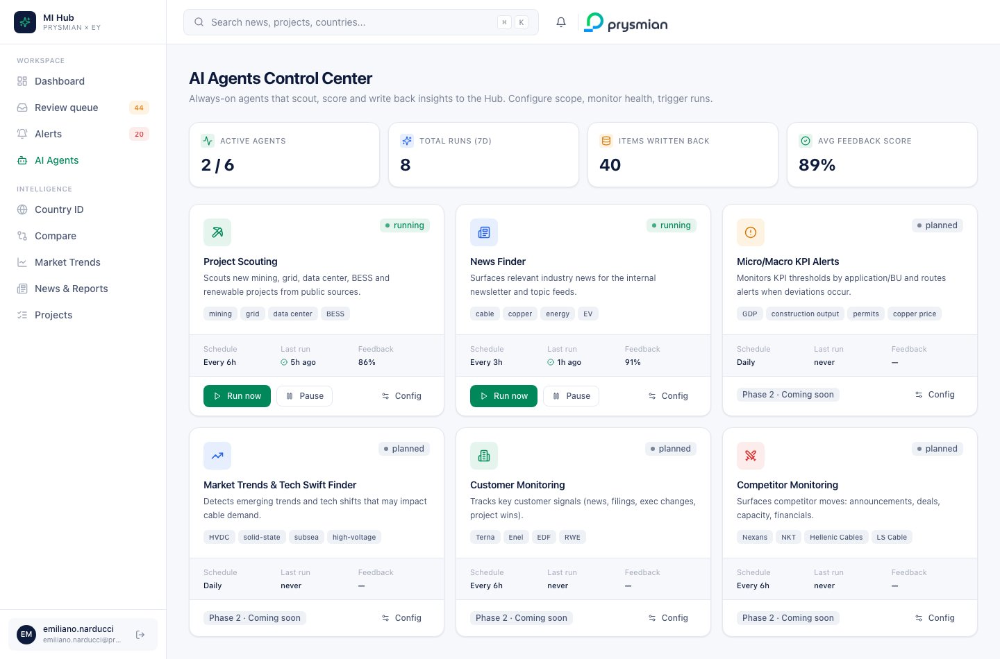 MI Hub
PRYSMIAN x EY
Search news, projects, countries...
⌘ K
prysmian
WORKSPACE
Dashboard
Review queue 44
Alerts 20
AI Agents
INTELLIGENCE
Country ID
Compare
Market Trends
News & Reports
Projects
EM
emiliano.narducci
emiliano.narducci@pr...
AI Agents Control Center
Always-on agents that scout, score and write back insights to the Hub. Configure scope, monitor health, trigger runs.
ACTIVE AGENTS
2 / 6
TOTAL RUNS (7D)
8
ITEMS WRITTEN BACK
40
AVG FEEDBACK SCORE
89%
running
Project Scouting
Scouts new mining, grid, data center, BESS and
renewable projects from public sources.
mining grid data center BESS
Schedule Last run Feedback
Every 6h 5h ago 86%
Run now Pause Config
running
News Finder
Surfaces relevant industry news for the internal
newsletter and topic feeds.
cable copper energy EV
Schedule Last run Feedback
Every 3h 1h ago 91%
Run now Pause Config
planned
Micro/Macro KPI Alerts
Monitors KPI thresholds by application/BU and routes
alerts when deviations occur.
GDP construction output permits copper price
Schedule Last run Feedback
Daily never —
Phase 2 · Coming soon Config
planned
Market Trends & Tech Swift Finder
Detects emerging trends and tech shifts that may impact
cable demand.
HVDC solid-state subsea high-voltage
Schedule Last run Feedback
Daily never —
Phase 2 · Coming soon Config
planned
Customer Monitoring
Tracks key customer signals (news, filings, exec changes,
project wins).
Terna Enel EDF RWE
Schedule Last run Feedback
Every 6h never —
Phase 2 · Coming soon Config
planned
Competitor Monitoring
Surfaces competitor moves: announcements, deals,
capacity, financials.
Nexans NKT Hellenic Cables LS Cable
Schedule Last run Feedback
Every 6h never —
Phase 2 · Coming soon Config